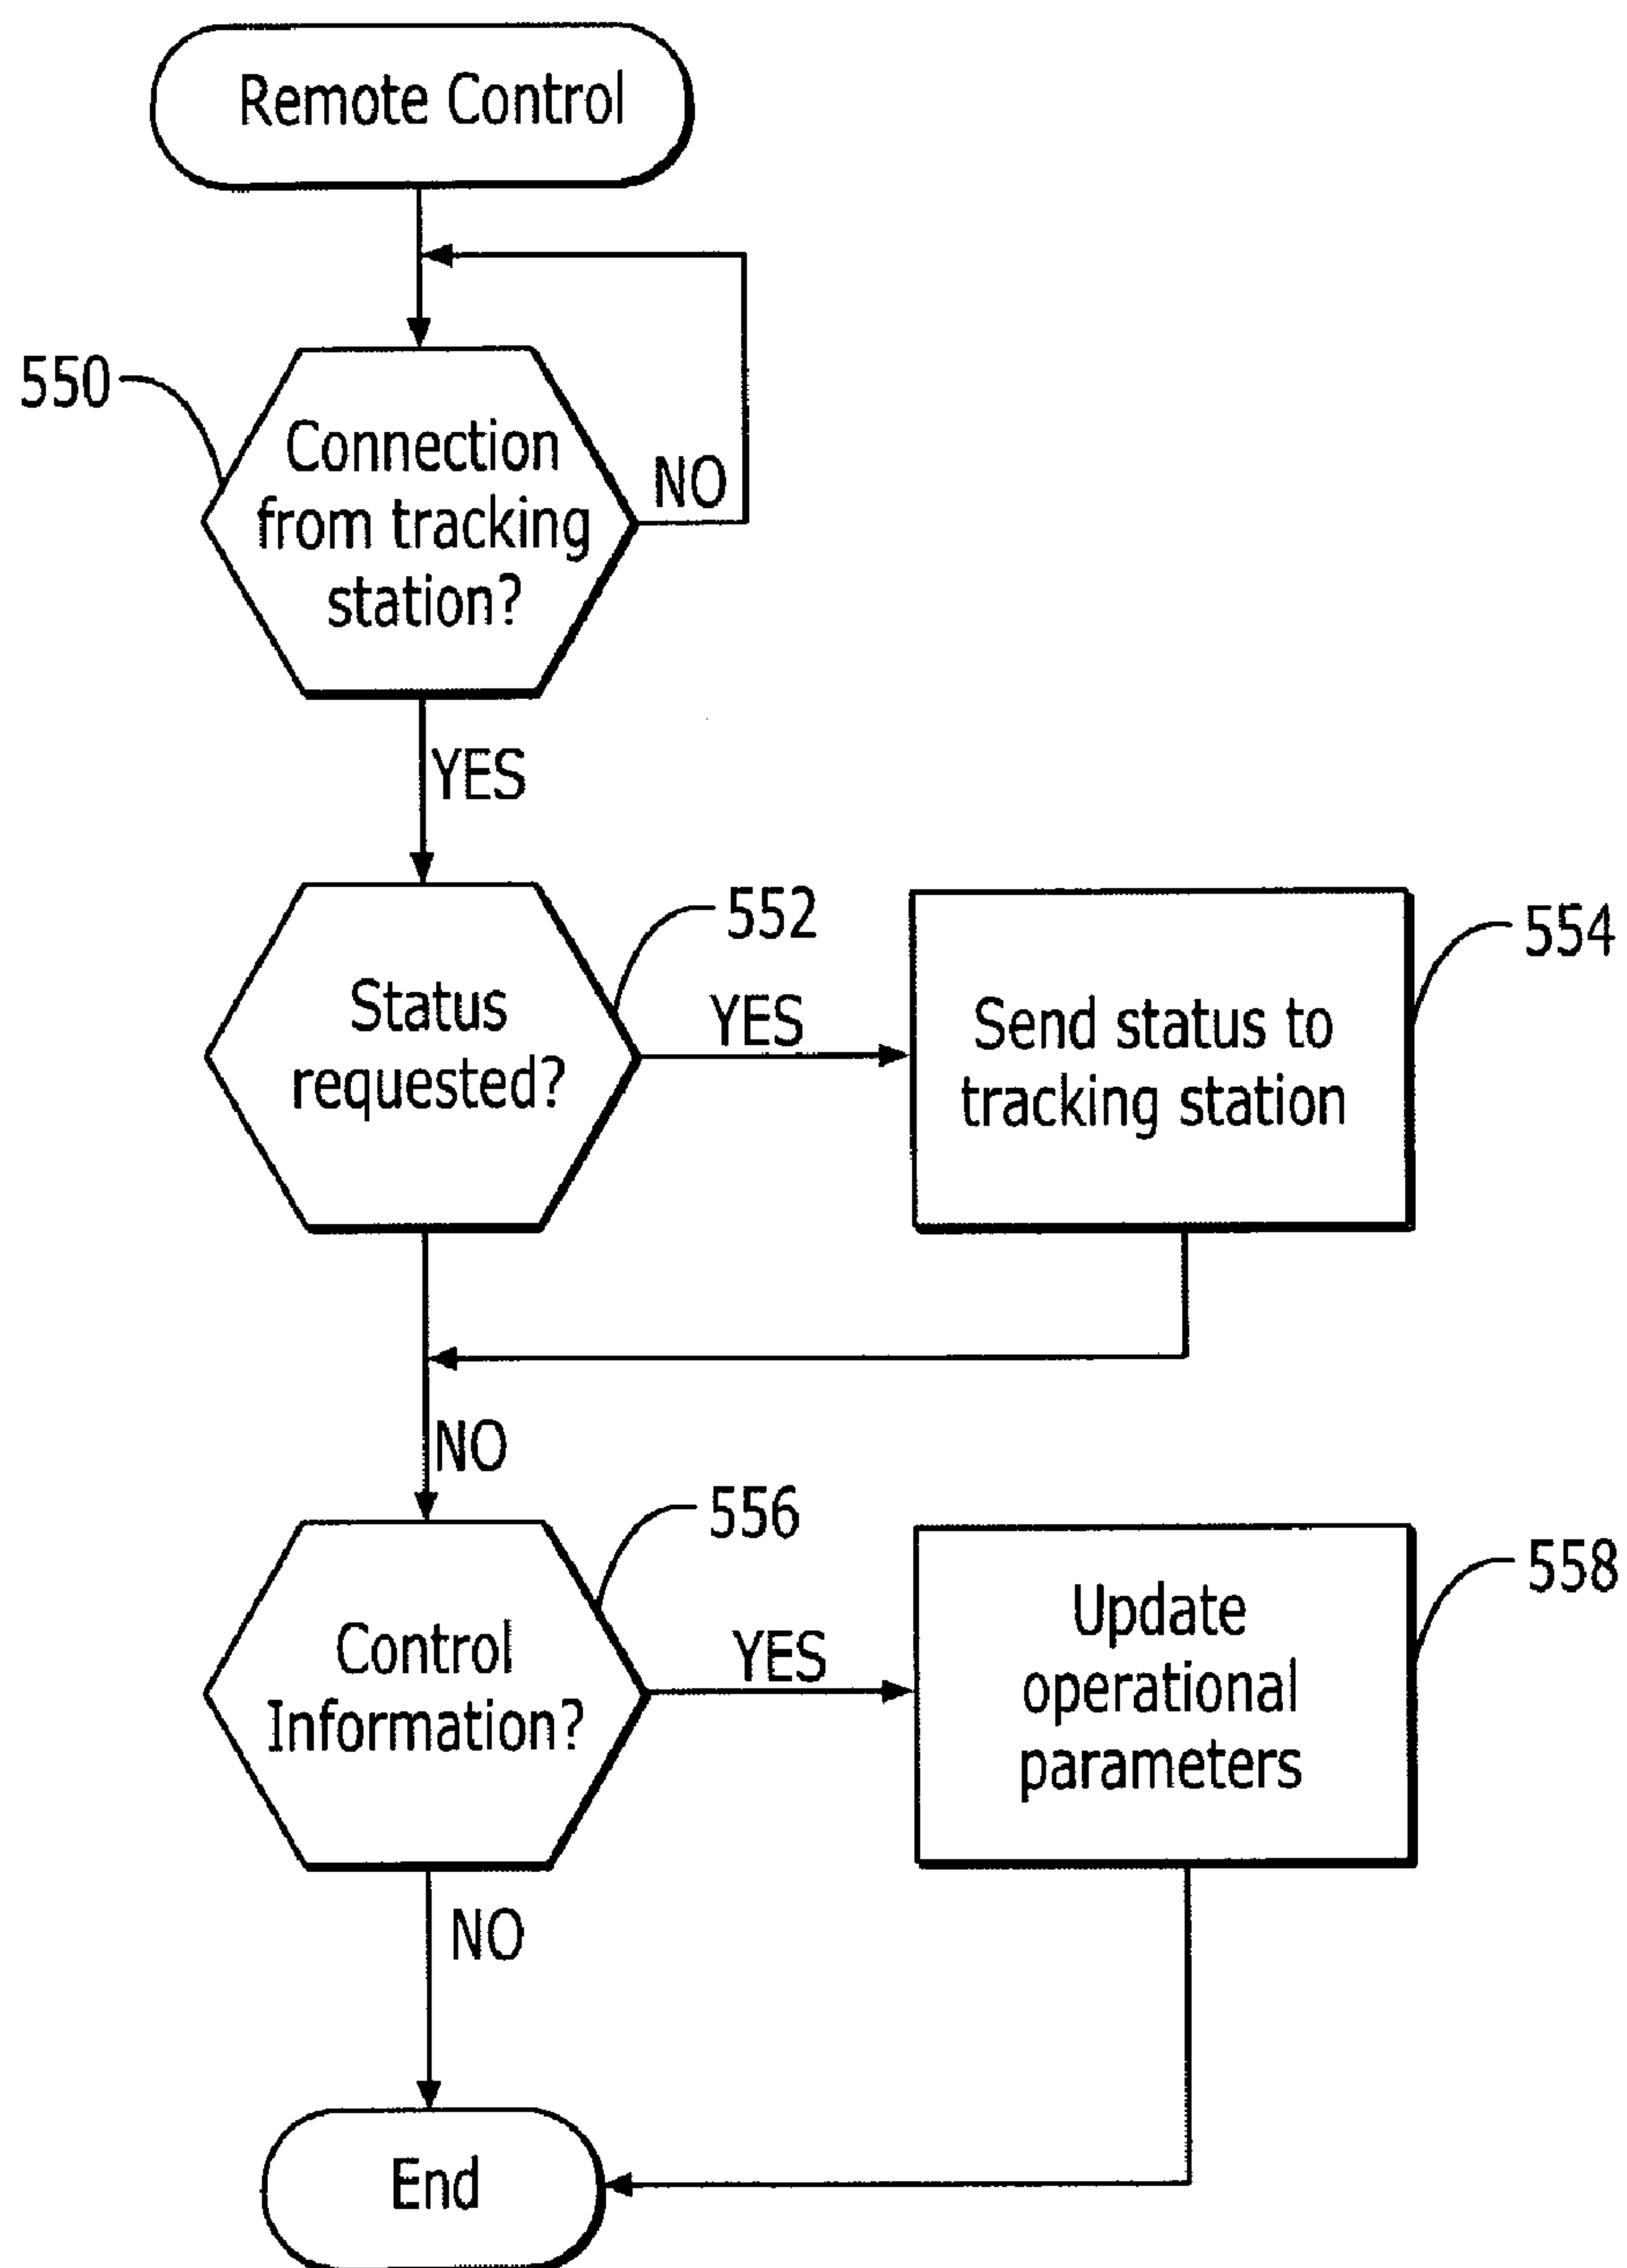 Remote Control
550
Connection
from tracking
station?
NO
YES
552
Status
requested?
YES
554
Send status to
tracking station
NO
556
Control
Information?
YES
558
Update
operational
parameters
NO
End